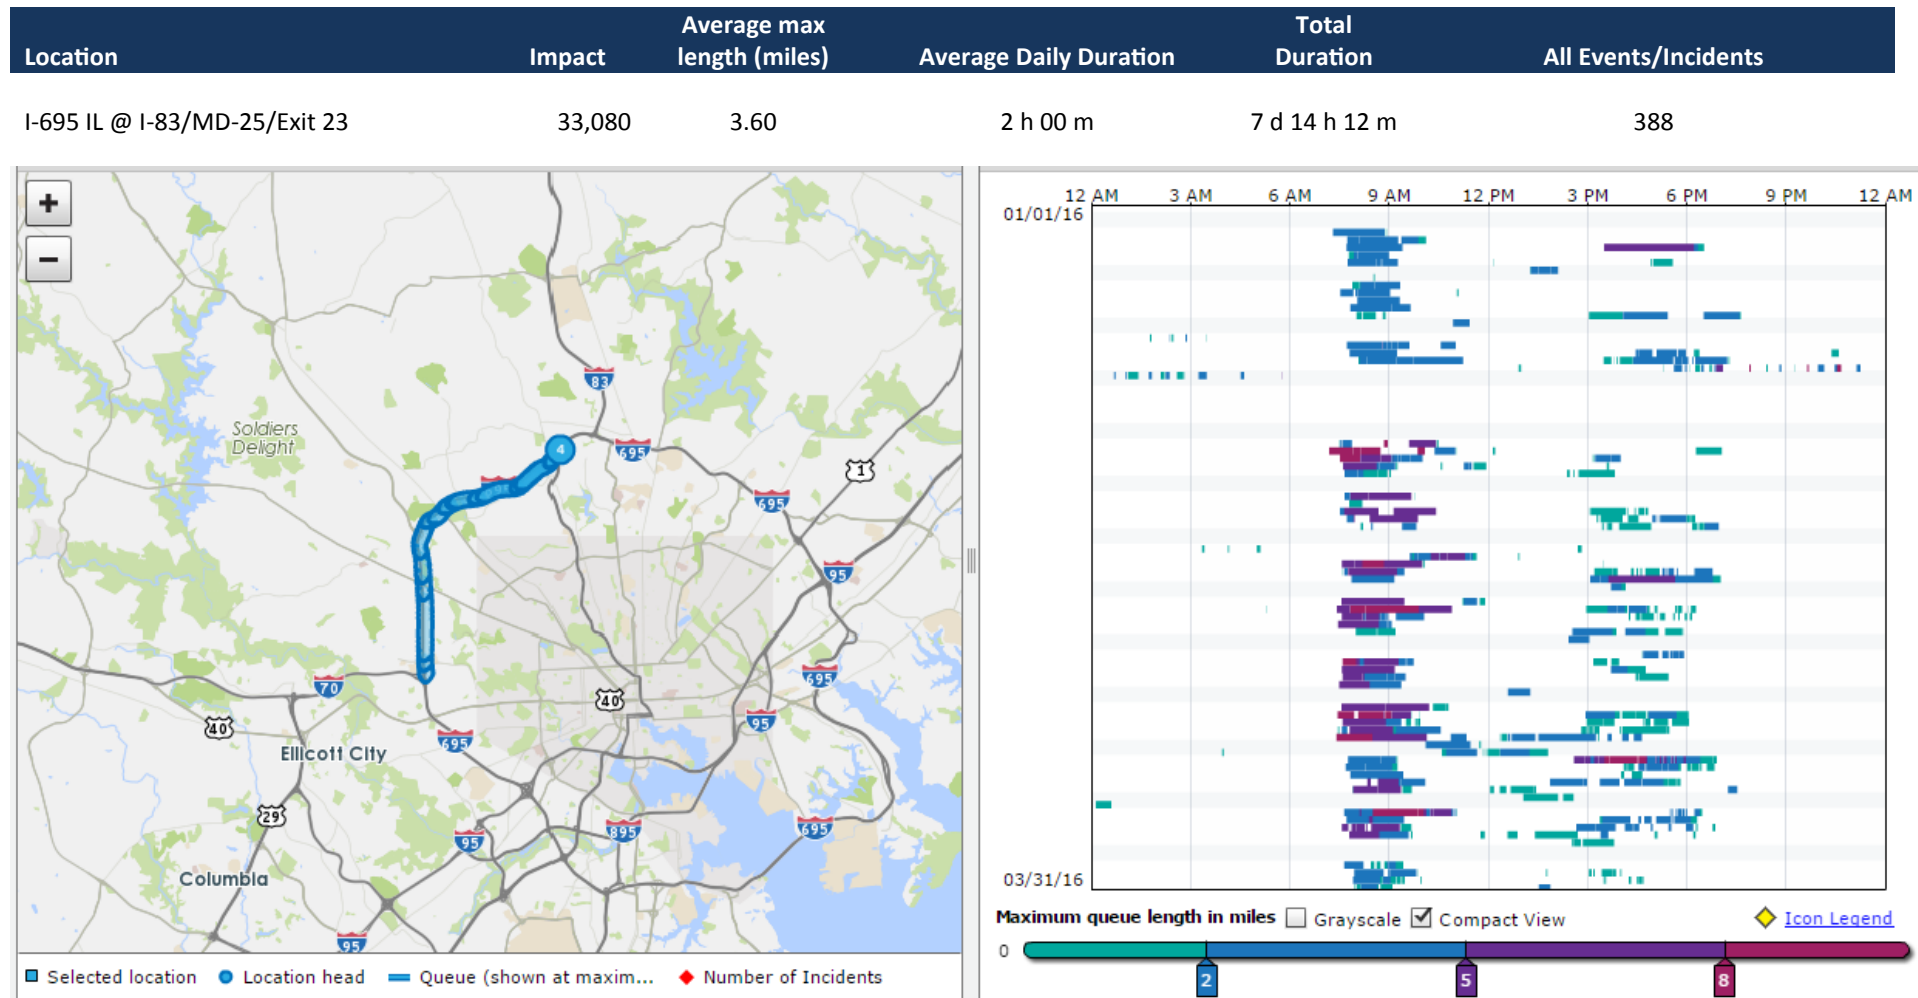 Location Impact Average max length (miles) Average Daily Duration Total Duration All Events/Incidents
I-695 IL @ I-83/MD-25/Exit 23 33,080 3.60 2 h 00 m 7 d 14 h 12 m 388
+
−
83
Soldiers
Delight
4
695
1
695
95
70
695
40
40
95
695
Ellicott City
29
95
895
695
Columbia
95
Selected location Location head Queue (shown at maxim... Number of Incidents
12 AM 3 AM 6 AM 9 AM 12 PM 3 PM 6 PM 9 PM 12 AM
01/01/16
03/31/16
Maximum queue length in miles Grayscale Compact View Icon Legend
0
2 5 8